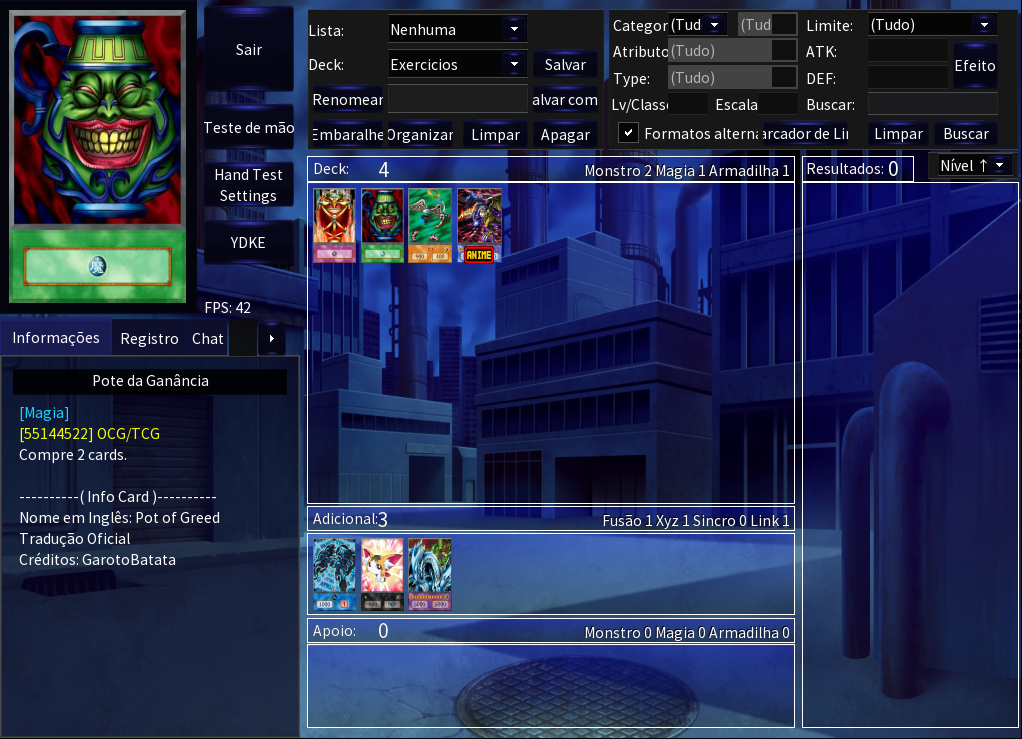 Sair
Teste de mão
Hand Test
Settings
YDKE
FPS: 42
Lista:
Nenhuma
Deck:
Exercicios
Salvar
Renomear
alvar com
Embaralhe
Organizar
Limpar
Apagar
Categor
(Tud
(Tud
Limite:
(Tudo)
Atributo
(Tudo)
ATK:
Efeito
Type:
(Tudo)
DEF:
Lv/Classe
Escala
Buscar:
Formatos altern
arcador de Li
Limpar
Buscar
Deck:
4
Monstro 2 Magia 1 Armadilha 1
Resultados: 0
Nível ↑
ANIME
Informações
Registro
Chat
Pote da Ganância
[Magia]
[55144522] OCG/TCG
Compre 2 cards.
----------( Info Card )----------
Nome em Inglês: Pot of Greed
Tradução Oficial
Créditos: GarotoBatata
Adicional:3
Fusão 1 Xyz 1 Sincro 0 Link 1
Apoio:
0
Monstro 0 Magia 0 Armadilha 0